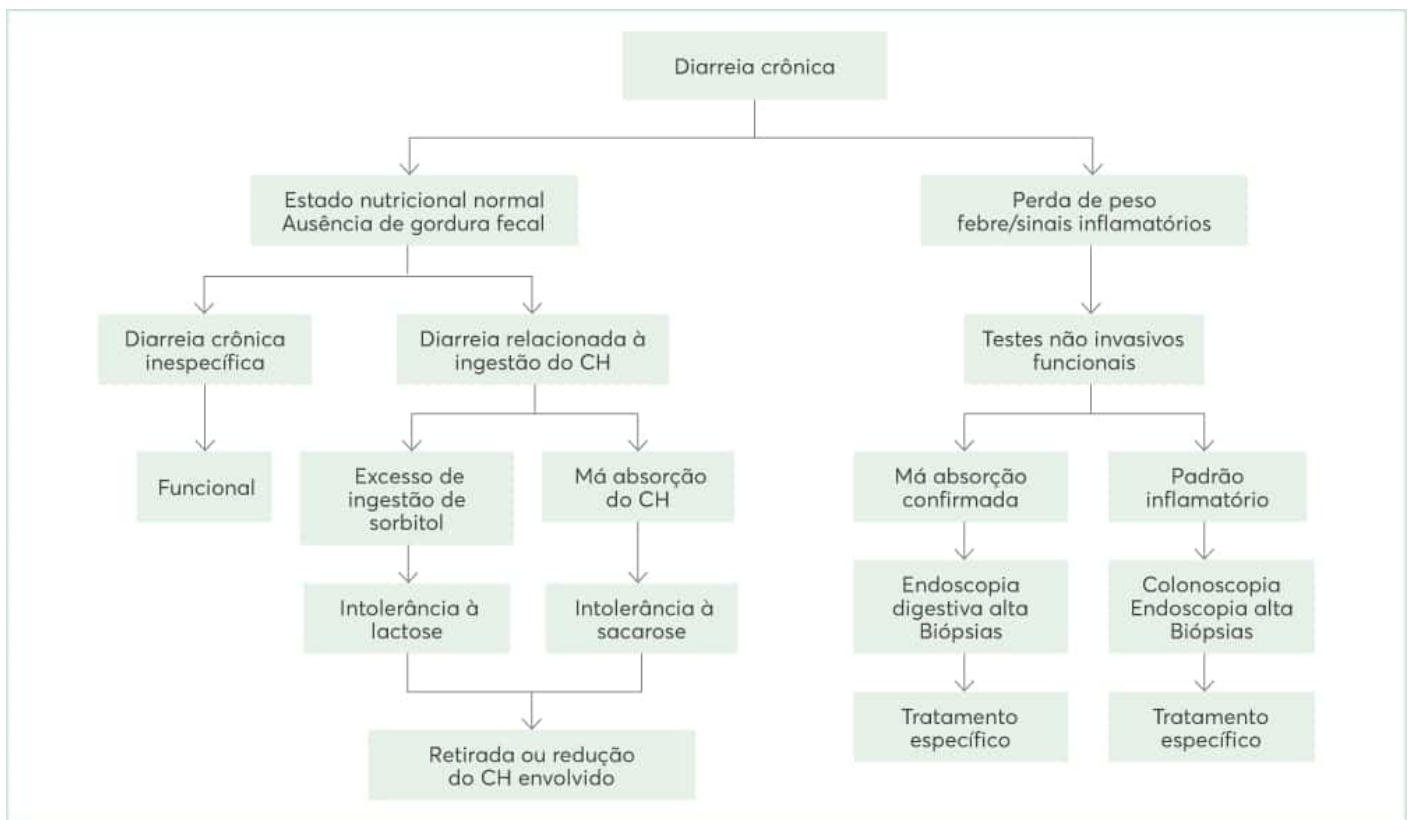 Diarreia crônica
Estado nutricional normal
Ausência de gordura fecal
Perda de peso
febre/sinais inflamatórios
Diarreia crônica
inespecífica
Diarreia relacionada à
ingestão do CH
Testes não invasivos
funcionais
Funcional
Excesso de
ingestão de
sorbitol
Má absorção
do CH
Má absorção
confirmada
Padrão
inflamatório
Intolerância à
lactose
Intolerância à
sacarose
Endoscopia
digestiva alta
Biópsias
Colonoscopia
Endoscopia alta
Biópsias
Retirada ou redução
do CH envolvido
Tratamento
específico
Tratamento
específico